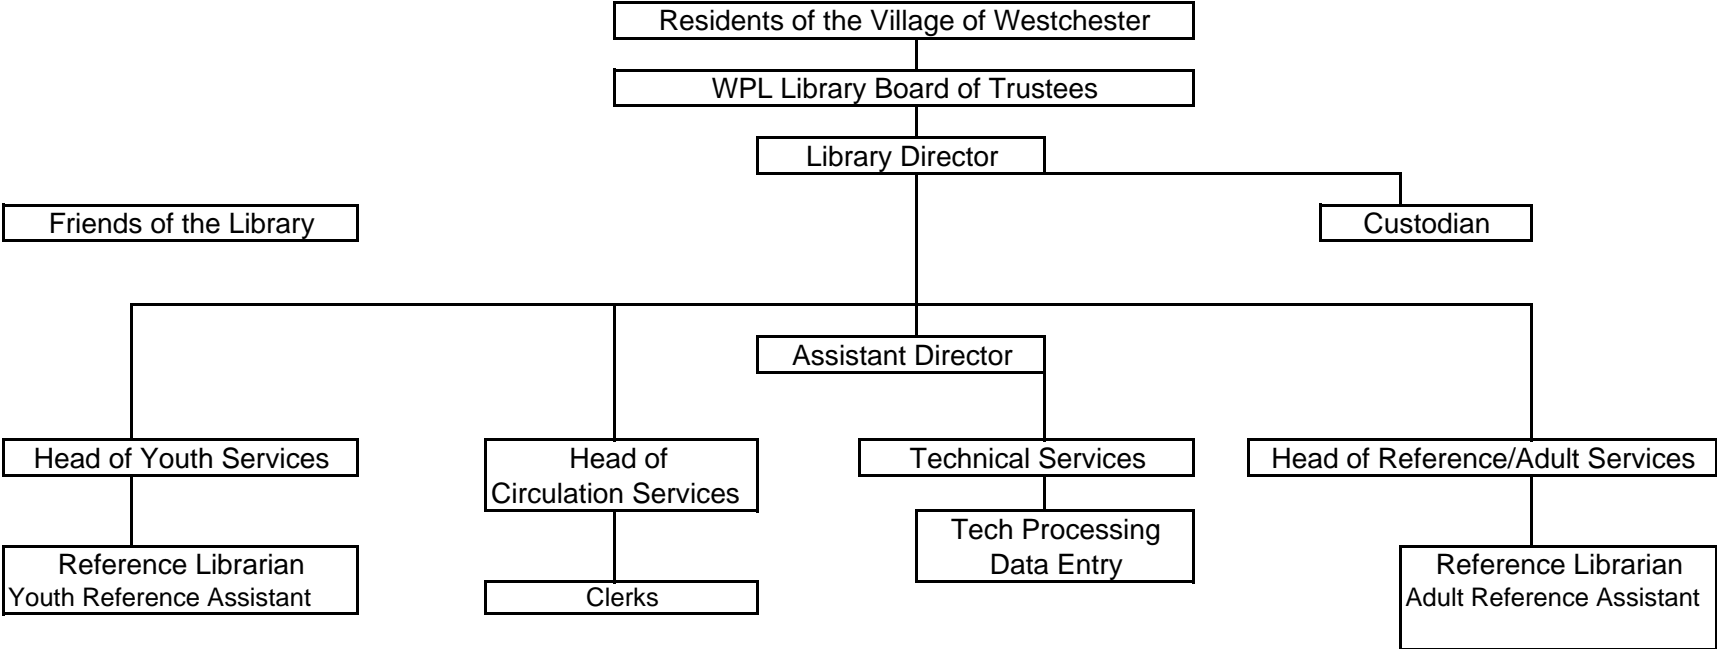 Residents of the Village of Westchester
WPL Library Board of Trustees
Library Director
Friends of the Library
Custodian
Assistant Director
Head of Youth Services
Head of
Circulation Services
Technical Services
Head of Reference/Adult Services
Tech Processing
Data Entry
Reference Librarian
Youth Reference Assistant
Clerks
Reference Librarian
Adult Reference Assistant